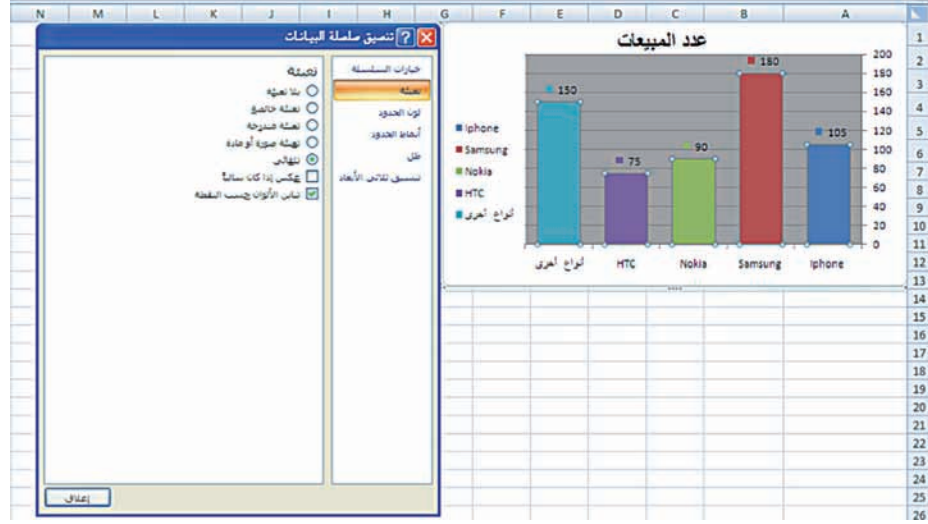 A B C D E F G H I J K L M N
1
2
3
4
5
6
7
8
9
10
11
12
13
14
15
16
17
18
19
20
21
22
23
24
25
26
عدد المبيعات
200
180
160
140
120
100
80
60
40
20
0
105
180
90
75
150
Iphone
Samsung
Nokia
HTC
أنواع أخرى
Iphone
Samsung
Nokia
HTC
أنواع أخرى
تنسيق سلسلة البيانات
خيارات السلسلة
تعبئة
لون الحدود
أنماط الحدود
ظل
تنسيق ثلاثي الأبعاد
تعبئة
بلا تعبئة
تعبئة خالصة
تعبئة متدرجة
تعبئة صورة أو مادة
تلقائي
عكس إذا كان سالباً
تباين الألوان حسب النقطة
إغلاق